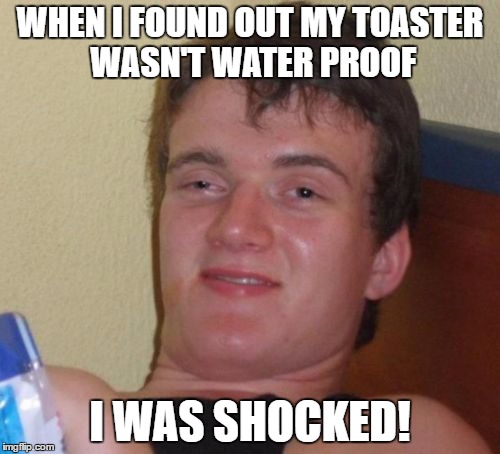 WHEN I FOUND OUT MY TOASTER
WASN'T WATER PROOF
I WAS SHOCKED!
imgflip.com